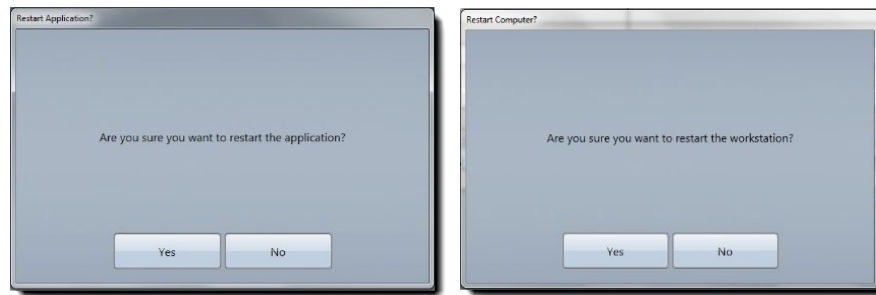 Restart Application?
Are you sure you want to restart the application?
Yes
No
Restart Computer?
Are you sure you want to restart the workstation?
Yes
No